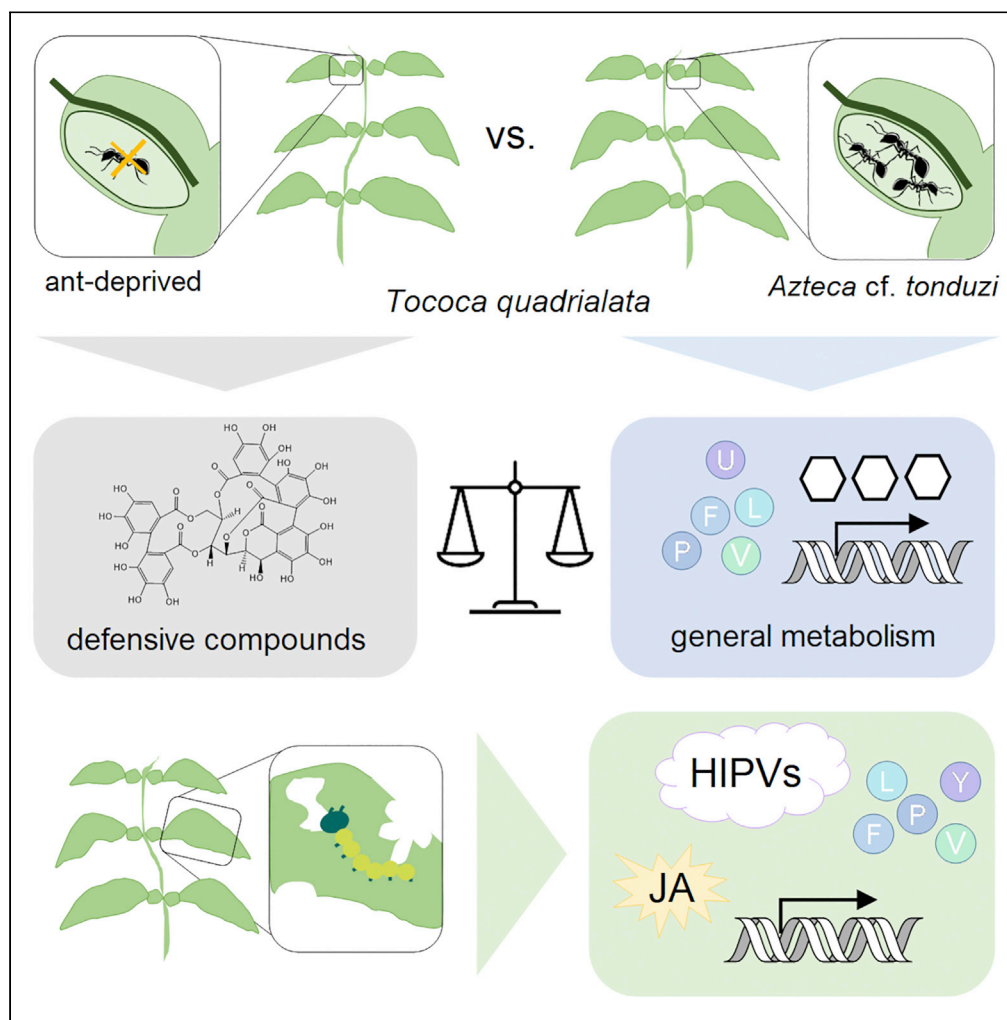 vs.
ant-deprived
Tococa quadrialata
Azteca cf. tonduzi
defensive compounds
U
F
L
P
V
general metabolism
HIPVs
JA
L
Y
P
F
V